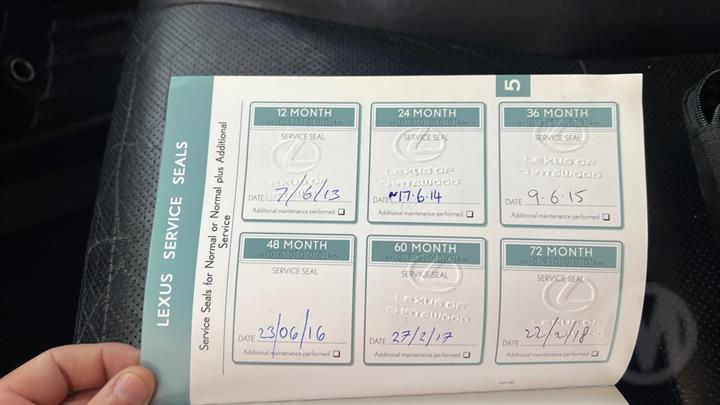 5
LEXUS SERVICE SEALS
Service Seals for Normal or Normal plus Additional
Service
12 MONTH
SERVICE SEAL
DATE 7/6/13
Additional maintenance performed
24 MONTH
SERVICE SEAL
LEXUS OF
CHATSWOOD
DATE 17·6·14
Additional maintenance performed
36 MONTH
SERVICE SEAL
LEXUS OF
CHATSWOOD
DATE 9·6·15
Additional maintenance performed
48 MONTH
SERVICE SEAL
DATE 23/06/16
Additional maintenance performed
60 MONTH
SERVICE SEAL
LEXUS OF
CHATSWOOD
DATE 27/2/17
Additional maintenance performed
72 MONTH
SERVICE SEAL
LEXUS OF
DATE 22/2/18
Additional maintenance performed